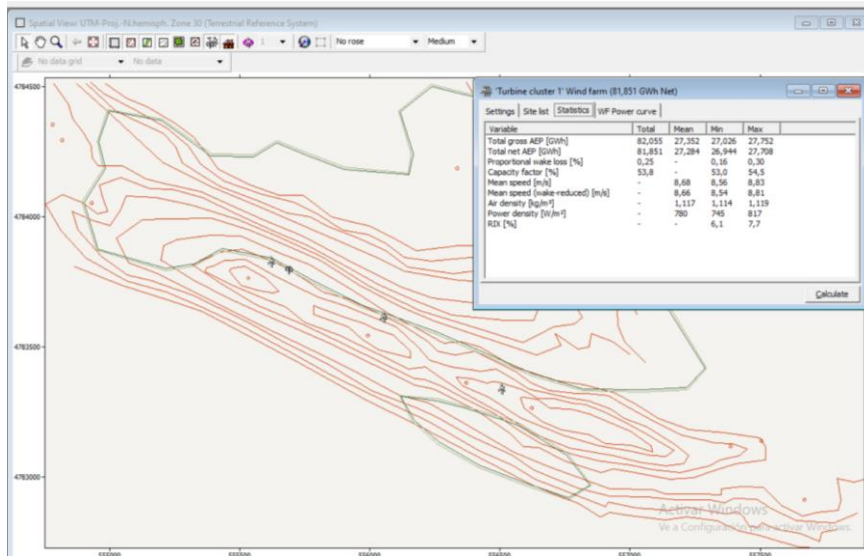 Spatial View: UTM-Proj.-N.hemisph. Zone 30 (Terrestrial Reference System)
No rose Medium
No data grid No data
4784500
4784000
4783500
4783000
'Turbine cluster 1' Wind farm (81,851 GWh Net)
Settings Site list Statistics WF Power curve
Variable Total Mean Min Max
Total gross AEP [GWh] 82,055 27,352 27,026 27,752
Total net AEP [GWh] 81,851 27,284 26,944 27,708
Proportional wake loss [%] 0,25 - 0,16 0,30
Capacity factor [%] 53,8 - 53,0 54,5
Mean speed [m/s] - 8,68 8,56 8,83
Mean speed (wake-reduced) [m/s] - 8,66 8,54 8,81
Air density [kg/m³] - 1,117 1,114 1,119
Power density [W/m²] - 780 745 817
RIX [%] - - 6,1 7,7
Calculate
Activar Windows
Ve a Configuración para activar Windows.